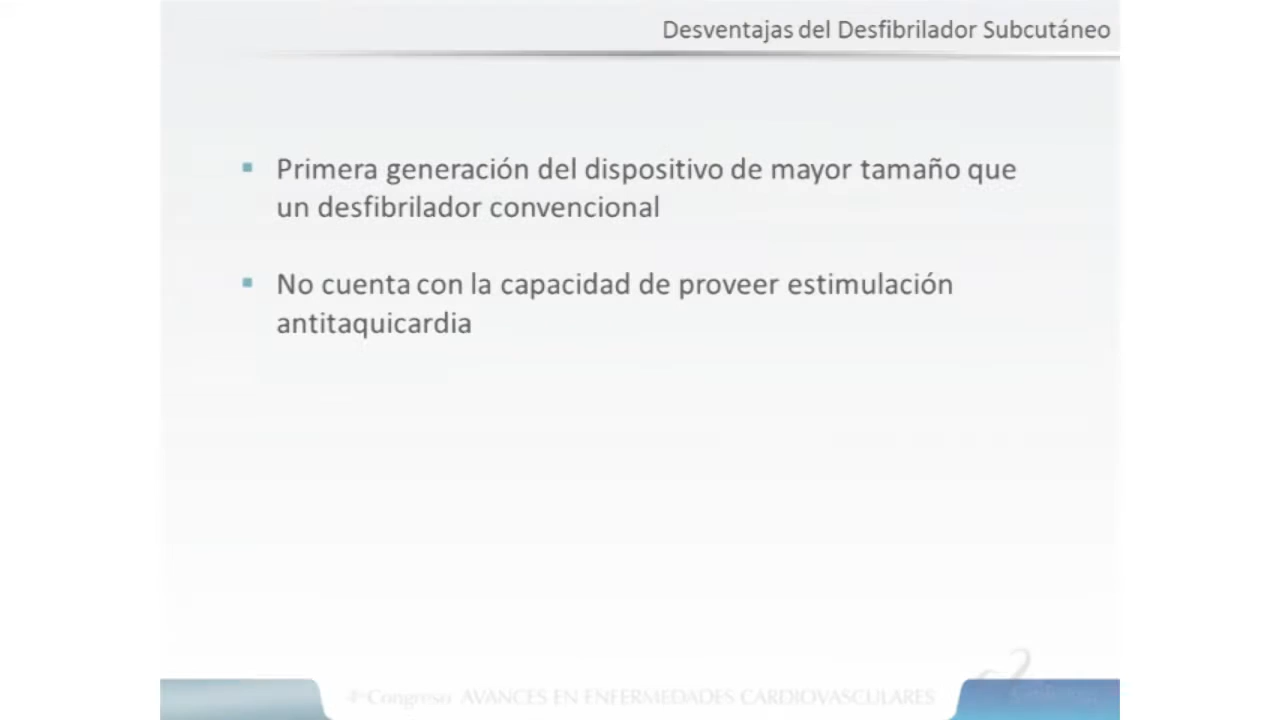 Desventajas del Desfibrilador Subcutáneo
Primera generación del dispositivo de mayor tamaño que
un desfibrilador convencional
No cuenta con la capacidad de proveer estimulación
antitaquicardia
4to Congreso AVANCES EN ENFERMEDADES CARDIOVASCULARES